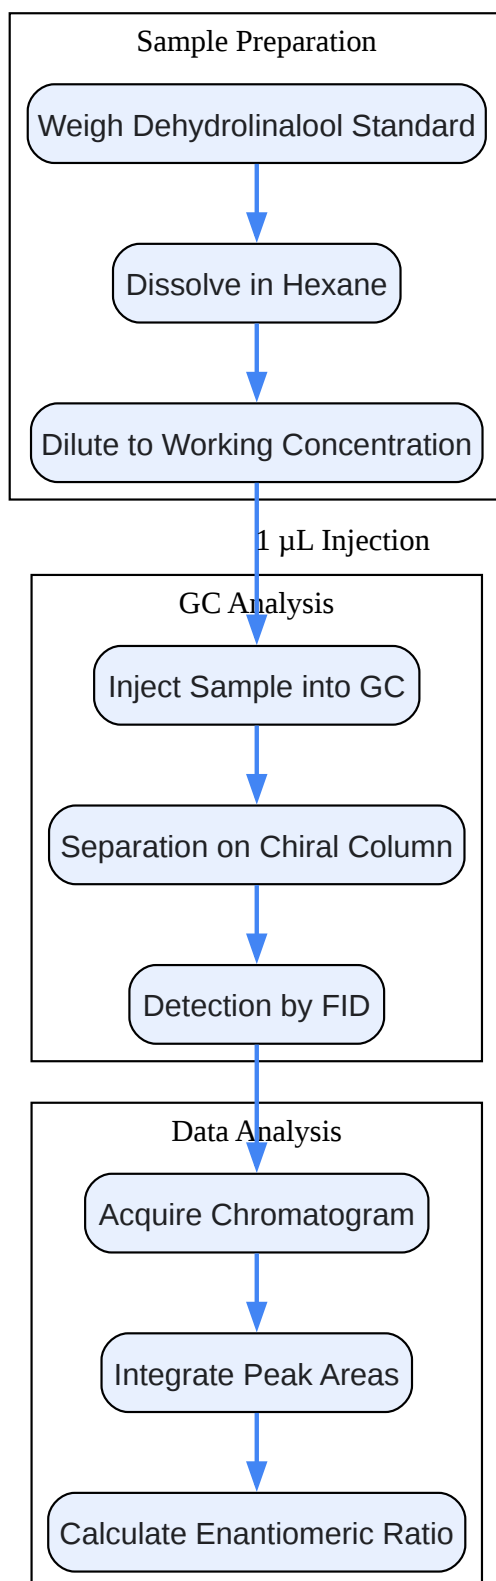 Sample Preparation
Weigh Dehydrolinalool Standard
Dissolve in Hexane
Dilute to Working Concentration
1 µL Injection
GC Analysis
Inject Sample into GC
Separation on Chiral Column
Detection by FID
Data Analysis
Acquire Chromatogram
Integrate Peak Areas
Calculate Enantiomeric Ratio